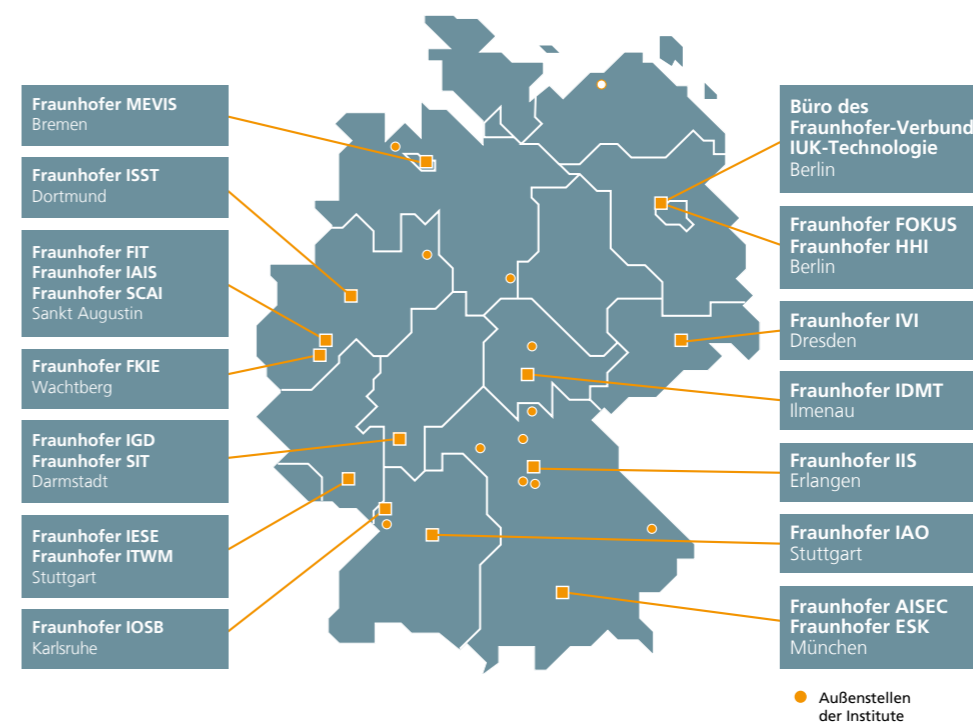 Fraunhofer MEVIS
Bremen
Fraunhofer ISST
Dortmund
Fraunhofer FIT
Fraunhofer IAIS
Fraunhofer SCAI
Sankt Augustin
Fraunhofer FKIE
Wachtberg
Fraunhofer IGD
Fraunhofer SIT
Darmstadt
Fraunhofer IESE
Fraunhofer ITWM
Stuttgart
Fraunhofer IOSB
Karlsruhe
Büro des
Fraunhofer-Verbund
IUK-Technologie
Berlin
Fraunhofer FOKUS
Fraunhofer HHI
Berlin
Fraunhofer IVI
Dresden
Fraunhofer IDMT
Ilmenau
Fraunhofer IIS
Erlangen
Fraunhofer IAO
Stuttgart
Fraunhofer AISEC
Fraunhofer ESK
München
Außenstellen
der Institute